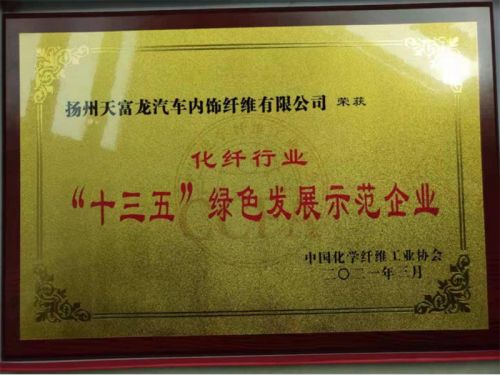 扬州天富龙汽车内饰纤维有限公司 荣获
化纤行业
“十三五”绿色发展示范企业
中国化学纤维工业协会
二〇二一年三月